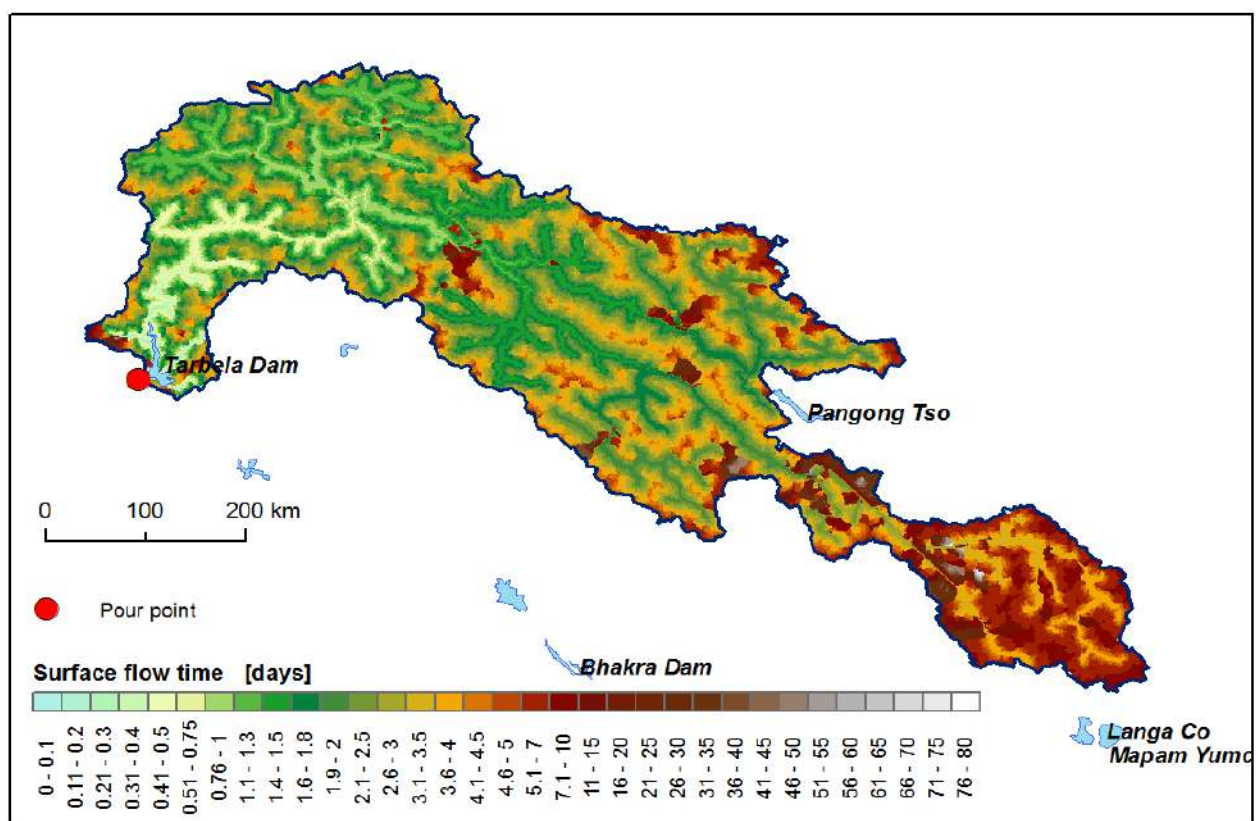 Tarbela Dam
Pangong Tso
0 100 200 km
Pour point
Surface flow time [days]
Bhakra Dam
0 - 0.1
0.11 - 0.2
0.21 - 0.3
0.31 - 0.4
0.41 - 0.5
0.51 - 0.75
0.76 - 1
1.1 - 1.3
1.4 - 1.5
1.6 - 1.8
1.9 - 2
2.1 - 2.5
2.6 - 3
3.1 - 3.5
3.6 - 4
4.1 - 4.5
4.6 - 5
5.1 - 7
7.1 - 10
11 - 15
16 - 20
21 - 25
26 - 30
31 - 35
36 - 40
41 - 45
46 - 50
51 - 55
56 - 60
61 - 65
66 - 70
71 - 75
76 - 80
Langa Co
Mapam Yumc